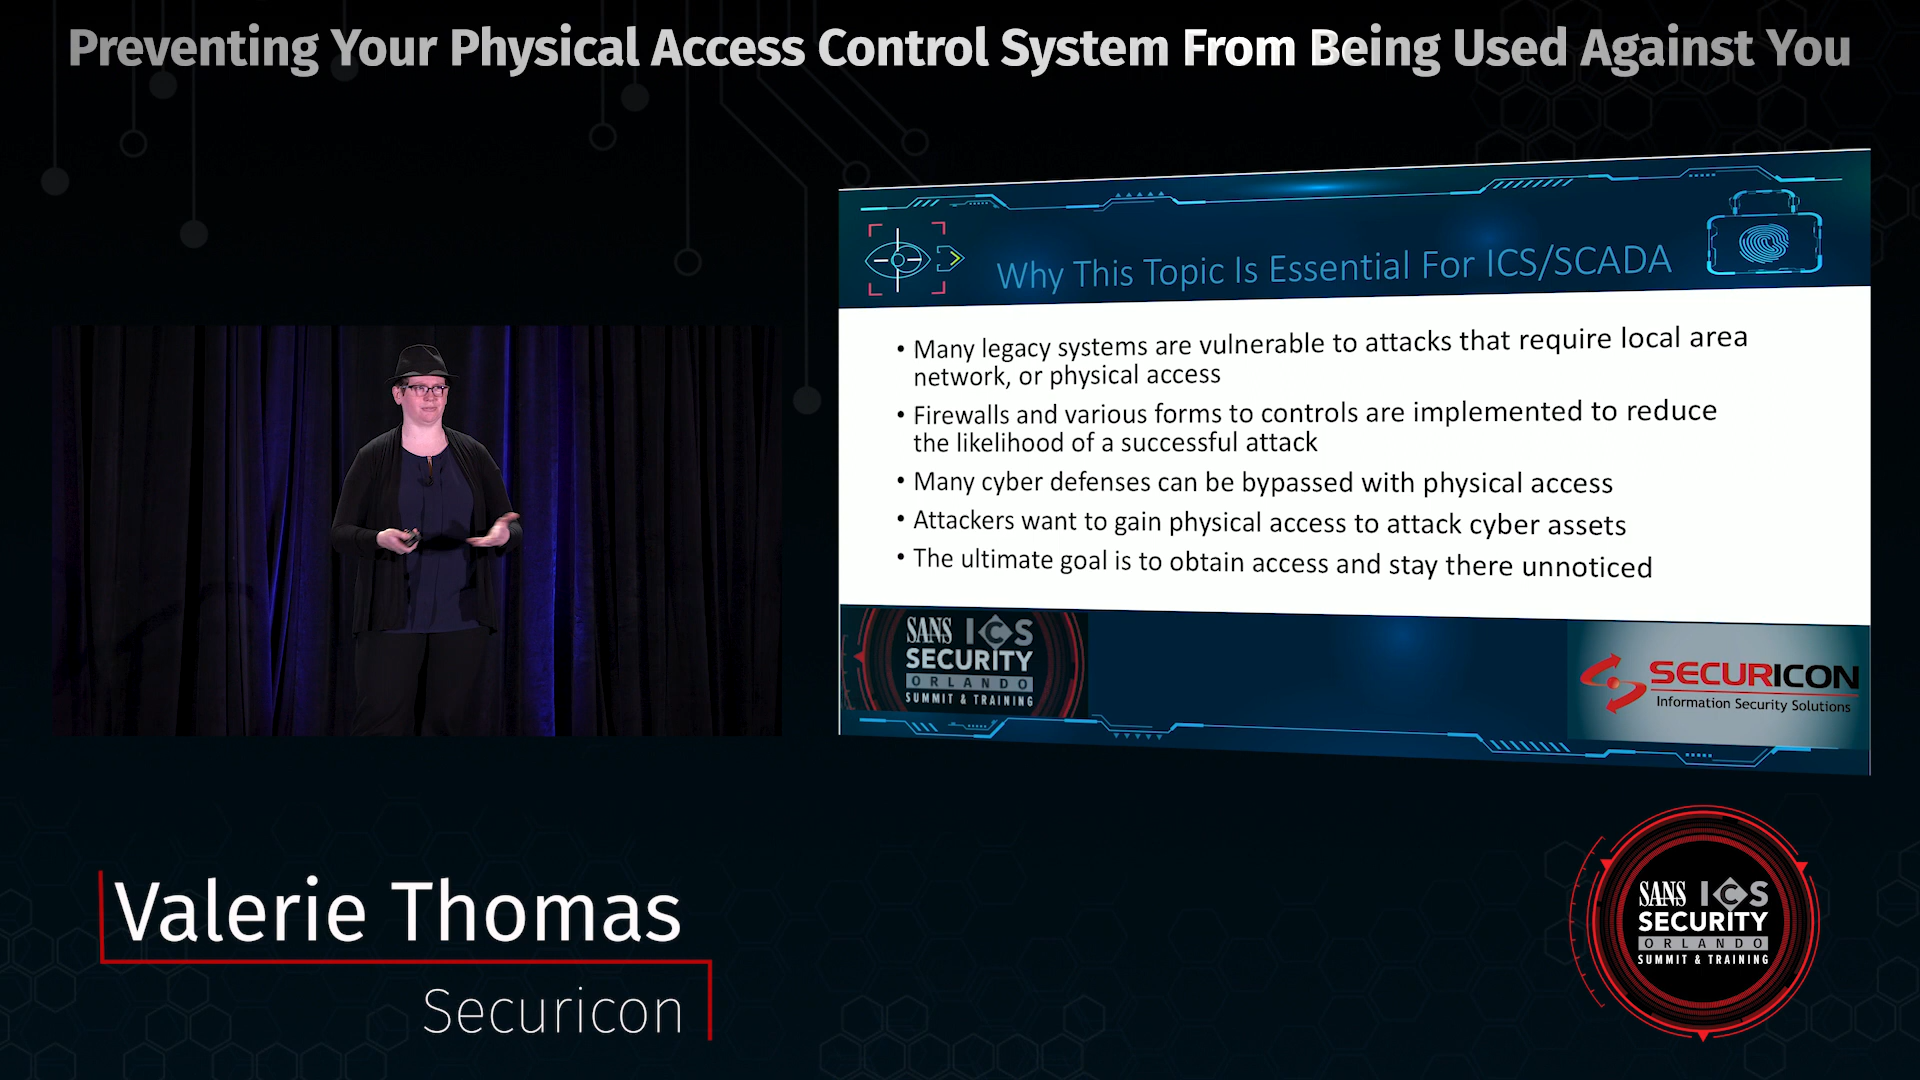 Preventing Your Physical Access Control System From Being Used Against You
Why This Topic Is Essential For ICS/SCADA
• Many legacy systems are vulnerable to attacks that require local area
network, or physical access
• Firewalls and various forms to controls are implemented to reduce
the likelihood of a successful attack
• Many cyber defenses can be bypassed with physical access
• Attackers want to gain physical access to attack cyber assets
• The ultimate goal is to obtain access and stay there unnoticed
SANS ICS
SECURITY
ORLANDO
SUMMIT & TRAINING
SECURICON
Information Security Solutions
Valerie Thomas
Securicon
SANS ICS
SECURITY
ORLANDO
SUMMIT & TRAINING